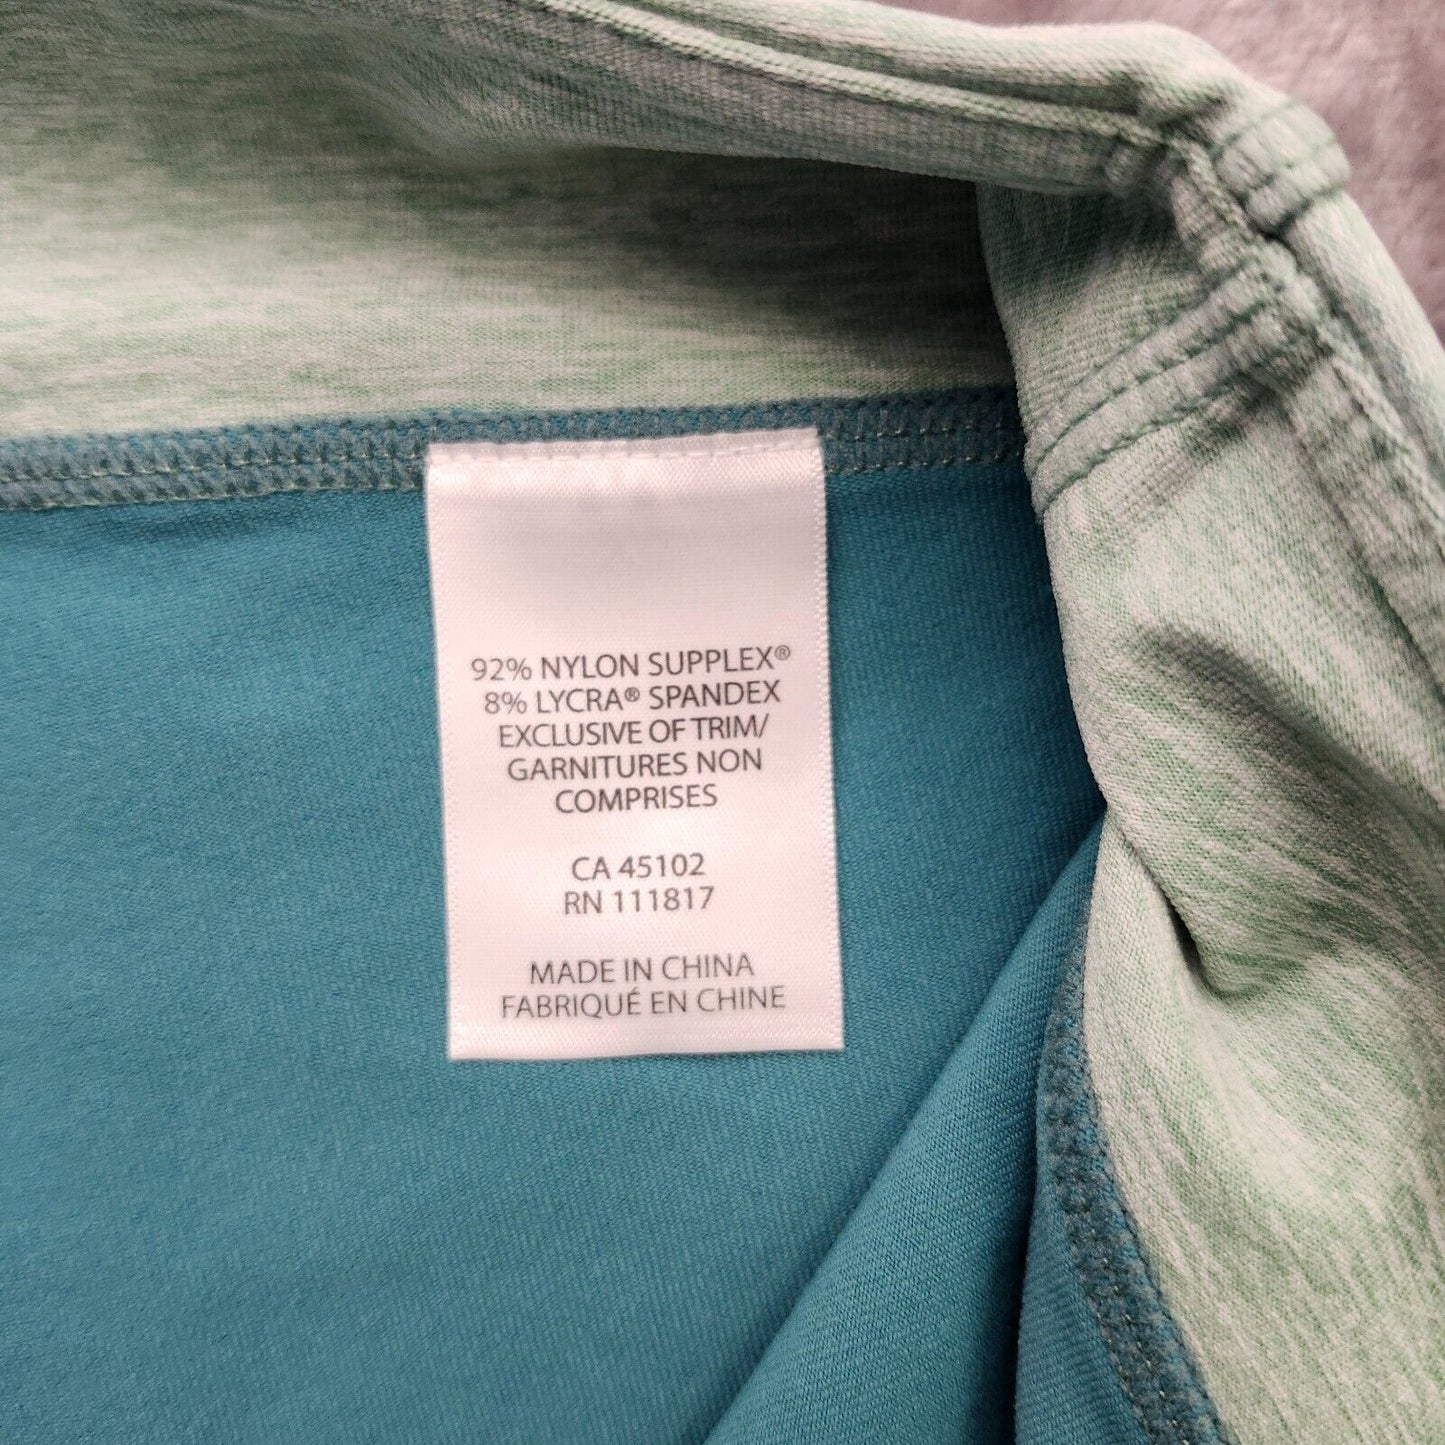 92% NYLON SUPPLEX®
8% LYCRA® SPANDEX
EXCLUSIVE OF TRIM/
GARNITURES NON
COMPRISES
CA 45102
RN 111817
MADE IN CHINA
FABRIQUÉ EN CHINE